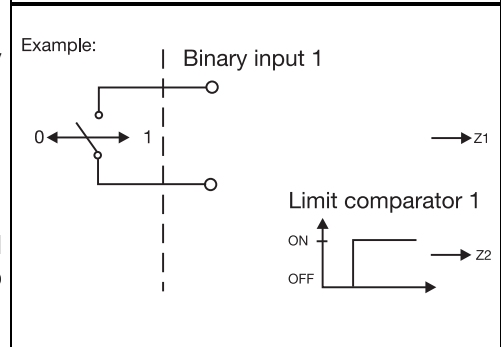 Example:
Binary input 1
0
1
Z1
Limit comparator 1
ON
OFF
Z2